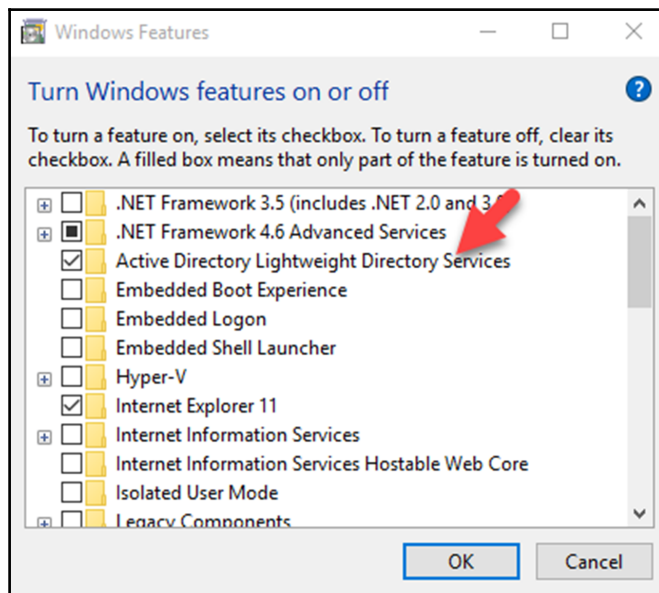 Windows Features
Turn Windows features on or off
?
To turn a feature on, select its checkbox. To turn a feature off, clear its
checkbox. A filled box means that only part of the feature is turned on.
.NET Framework 3.5 (includes .NET 2.0 and 3.
.NET Framework 4.6 Advanced Services
Active Directory Lightweight Directory Services
Embedded Boot Experience
Embedded Logon
Embedded Shell Launcher
Hyper-V
Internet Explorer 11
Internet Information Services
Internet Information Services Hostable Web Core
Isolated User Mode
Legacy Components
OK Cancel